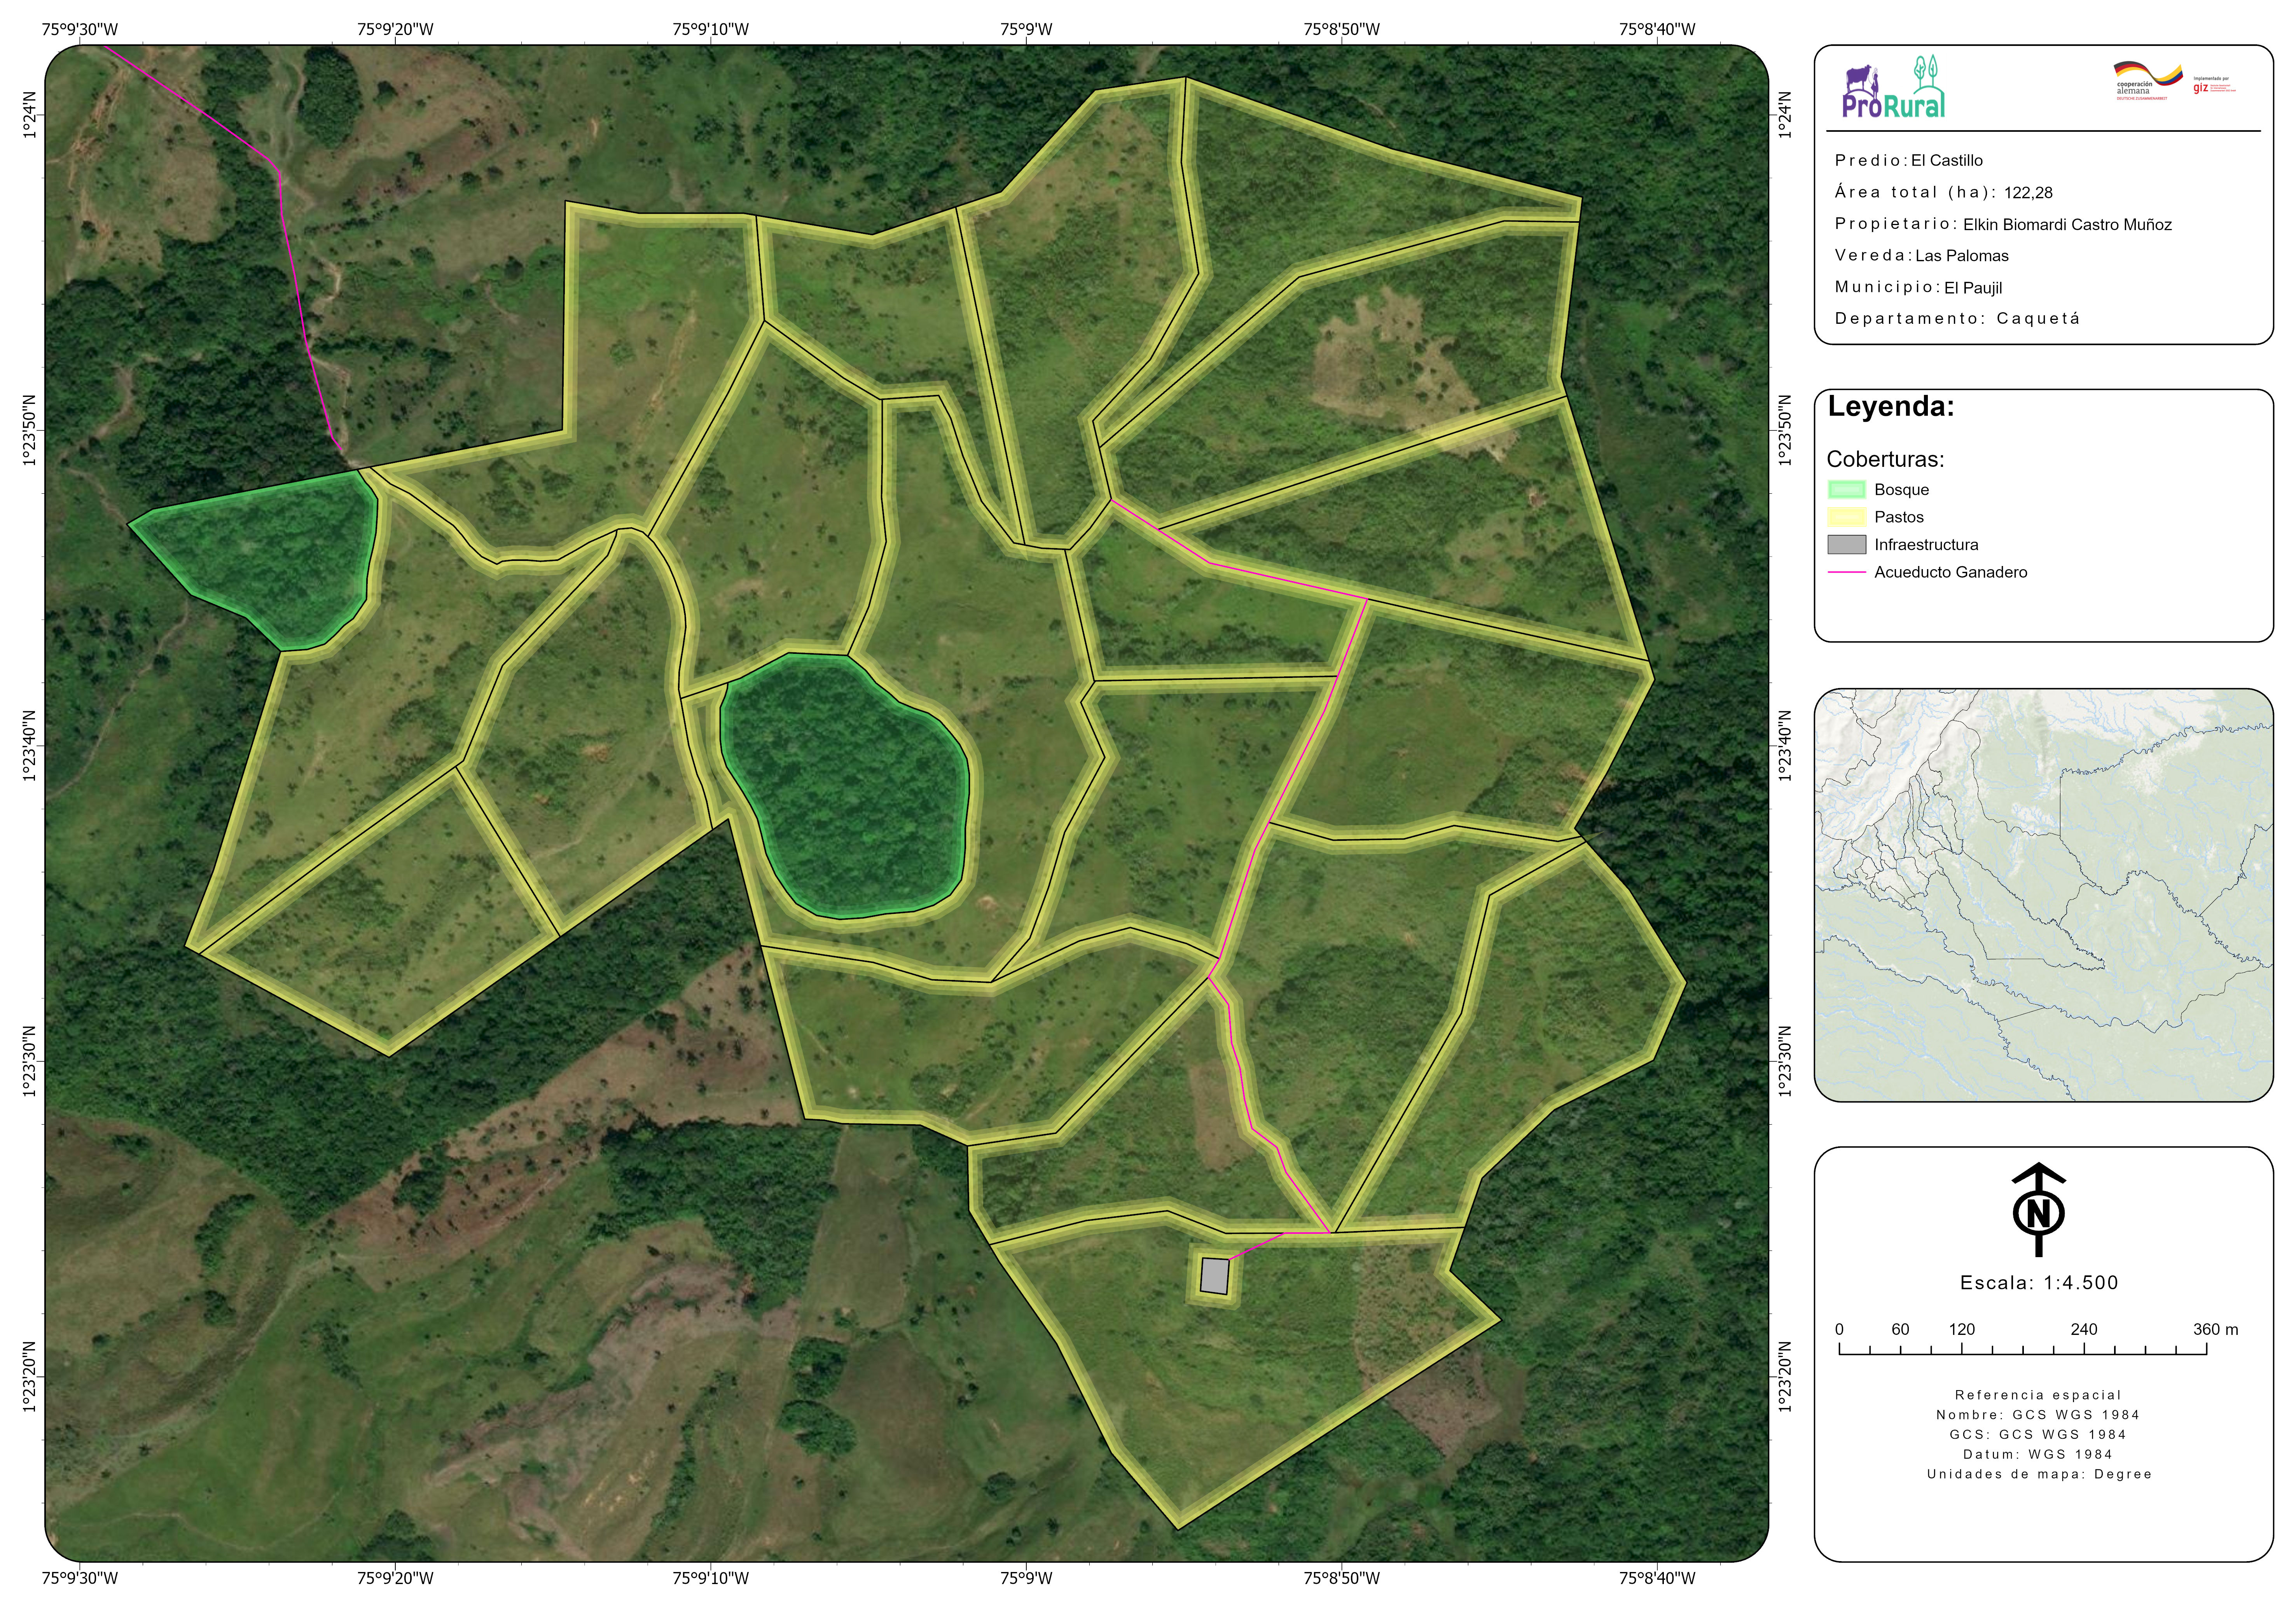 75°9'30"W 75°9'20"W 75°9'10"W 75°9'W 75°8'50"W 75°8'40"W
1°24'N
1°23'50"N
1°23'40"N
1°23'30"N
1°23'20"N
1°24'N
1°23'50"N
1°23'40"N
1°23'30"N
1°23'20"N
75°9'30"W 75°9'20"W 75°9'10"W 75°9'W 75°8'50"W 75°8'40"W
ProRural
cooperación
alemana
DEUTSCHE ZUSAMMENARBEIT
Implementada por
giz
Predio: El Castillo
Área total (ha): 122,28
Propietario: Elkin Biomardi Castro Muñoz
Vereda: Las Palomas
Municipio: El Paujil
Departamento: Caquetá
Leyenda:
Coberturas:
Bosque
Pastos
Infraestructura
Acueducto Ganadero
N
Escala: 1:4.500
0 60 120 240 360 m
Referencia espacial
Nombre: GCS WGS 1984
GCS: GCS WGS 1984
Datum: WGS 1984
Unidades de mapa: Degree